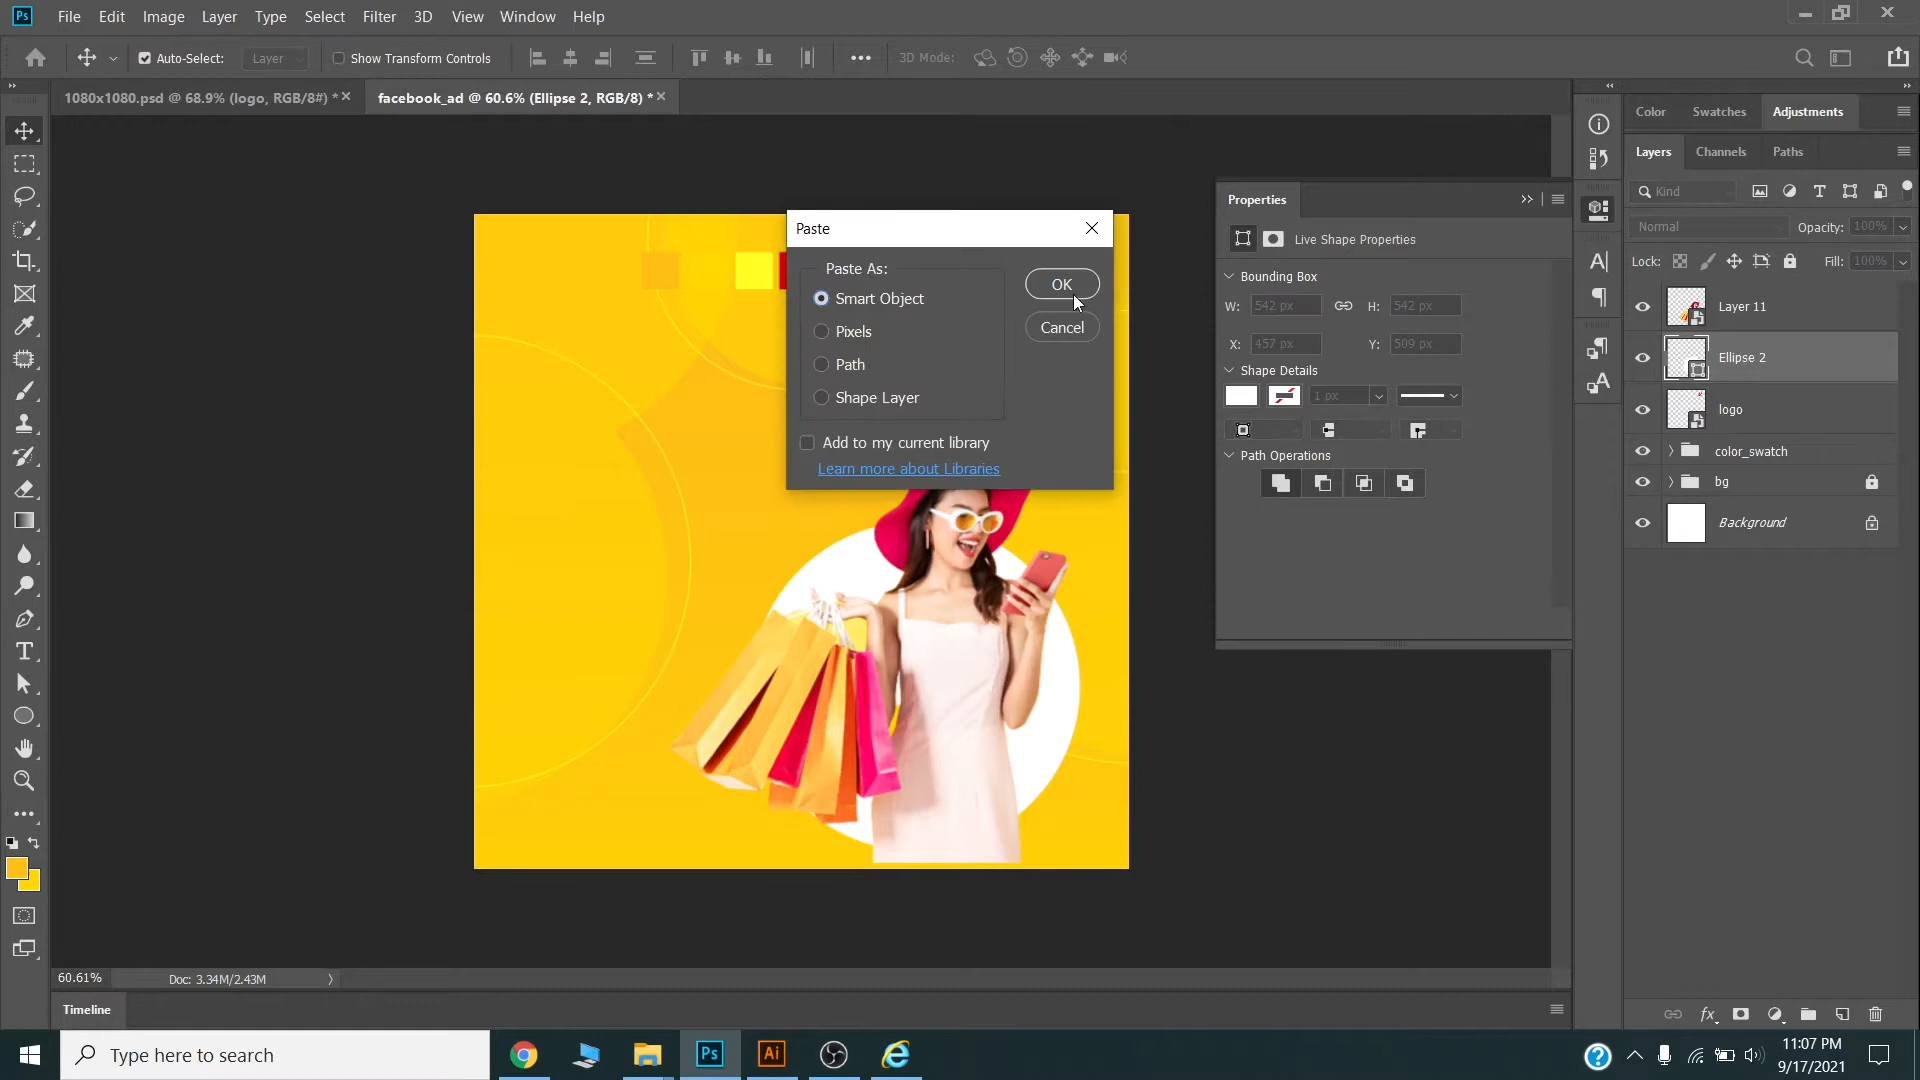 Ps File Edit Image Layer Type Select Filter 3D View Window Help
Auto-Select: Layer Show Transform Controls 3D Mode:
1080x1080.psd @ 68.9% (logo, RGB/8#) * facebook_ad @ 60.6% (Ellipse 2, RGB/8) *
Color Swatches Adjustments
Layers Channels Paths
Kind
Normal Opacity: 100%
Lock: Fill: 100%
Layer 11
Ellipse 2
logo
color_swatch
bg
Background
Properties
Live Shape Properties
Bounding Box
W: 542 px H: 542 px
X: 457 px Y: 509 px
Shape Details
1 px
Path Operations
Paste
Paste As:
Smart Object
Pixels
Path
Shape Layer
OK
Cancel
Add to my current library
Learn more about Libraries
60.61% Doc: 3.34M/2.43M
Timeline
Type here to search
Ps Ai
11:07 PM
9/17/2021